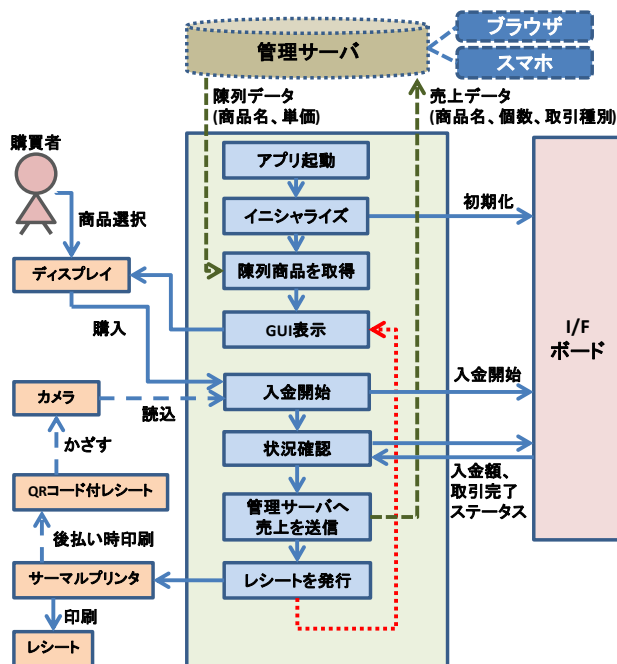 ブラウザ
管理サーバ
スマホ
陳列データ
(商品名、単価)
売上データ
(商品名、個数、取引種別)
購買者
アプリ起動
商品選択
イニシャライズ
初期化
ディスプレイ
陳列商品を取得
購入
GUI表示
I/F
ボード
カメラ
読込
入金開始
入金開始
かざす
状況確認
入金額、
取引完了
ステータス
QRコード付レシート
管理サーバへ
売上を送信
後払い時印刷
サーマルプリンタ
レシートを発行
印刷
レシート